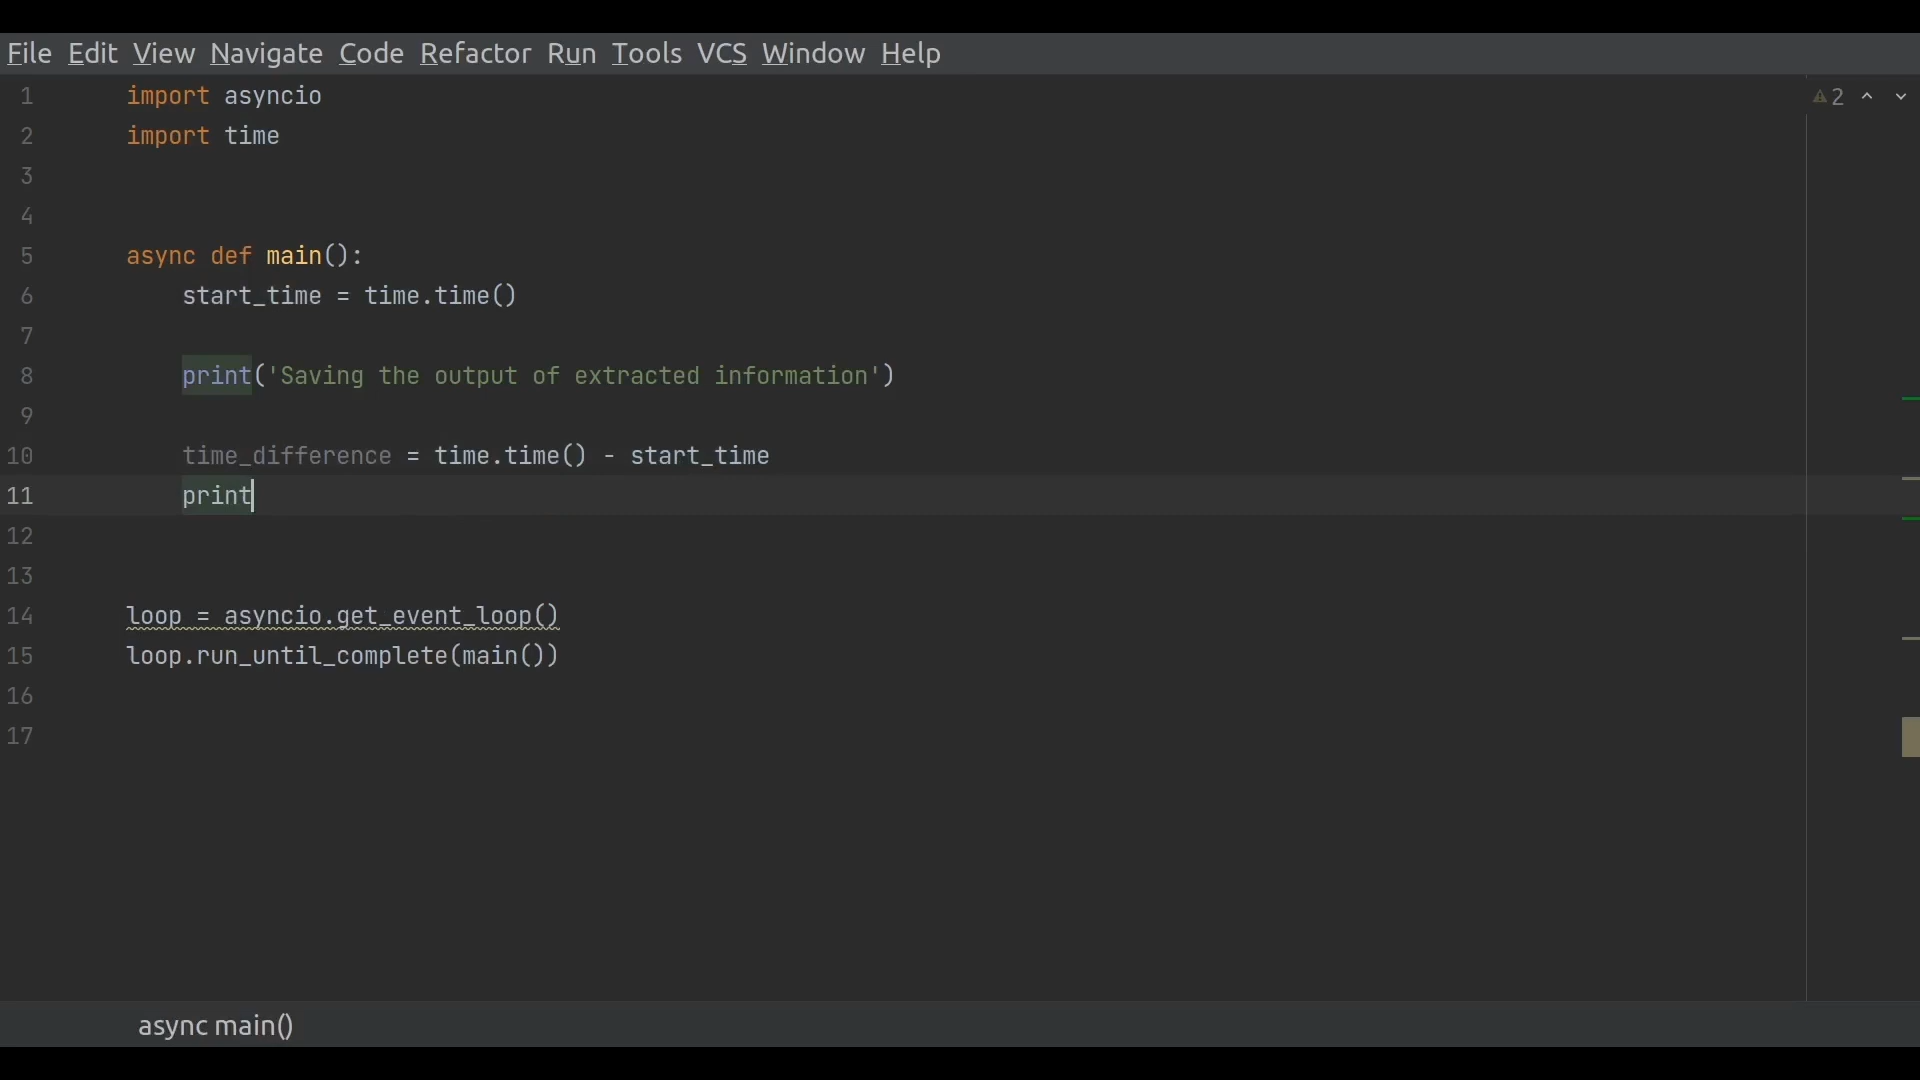 File Edit View Navigate Code Refactor Run Tools VCS Window Help
1 import asyncio
2
2 import time
3
4
5 async def main():
6 start_time = time.time()
7
8 print('Saving the output of extracted information')
9
10 time_difference = time.time() - start_time
11 print
12
13
14 loop = asyncio.get_event_loop()
15 loop.run_until_complete(main())
16
17
async main()